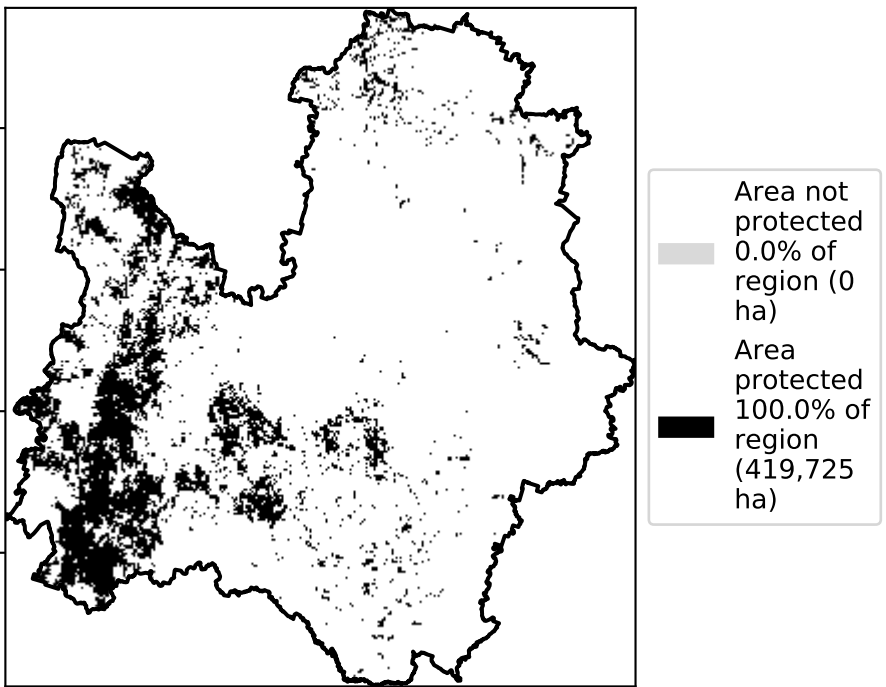 Area not
protected
0.0% of
region (0
ha)
Area
protected
100.0% of
region
(419,725
ha)